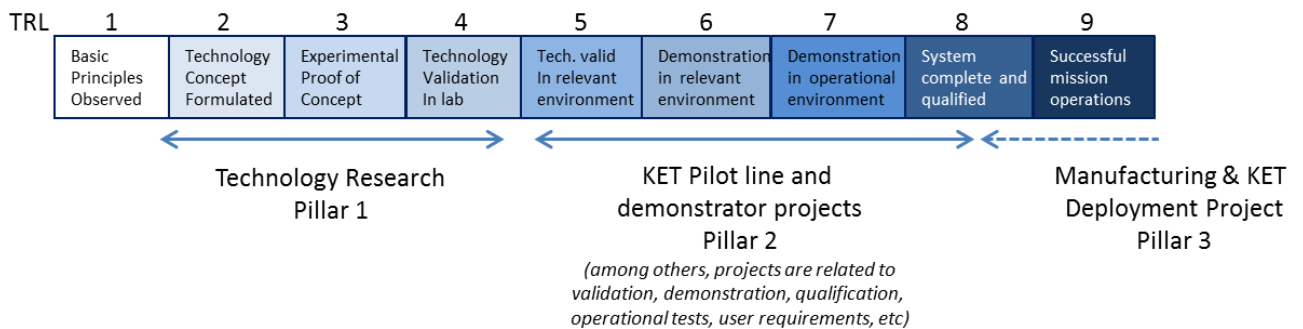 TRL 1 2 3 4 5 6 7 8 9
Basic
Principles
Observed
Technology
Concept
Formulated
Experimental
Proof of
Concept
Technology
Validation
In lab
Tech. valid
In relevant
environment
Demonstration
in relevant
environment
Demonstration
in operational
environment
System
complete and
qualified
Successful
mission
operations
Technology Research
Pillar 1
KET Pilot line and
demonstrator projects
Pillar 2
(among others, projects are related to
validation, demonstration, qualification,
operational tests, user requirements, etc)
Manufacturing & KET
Deployment Project
Pillar 3